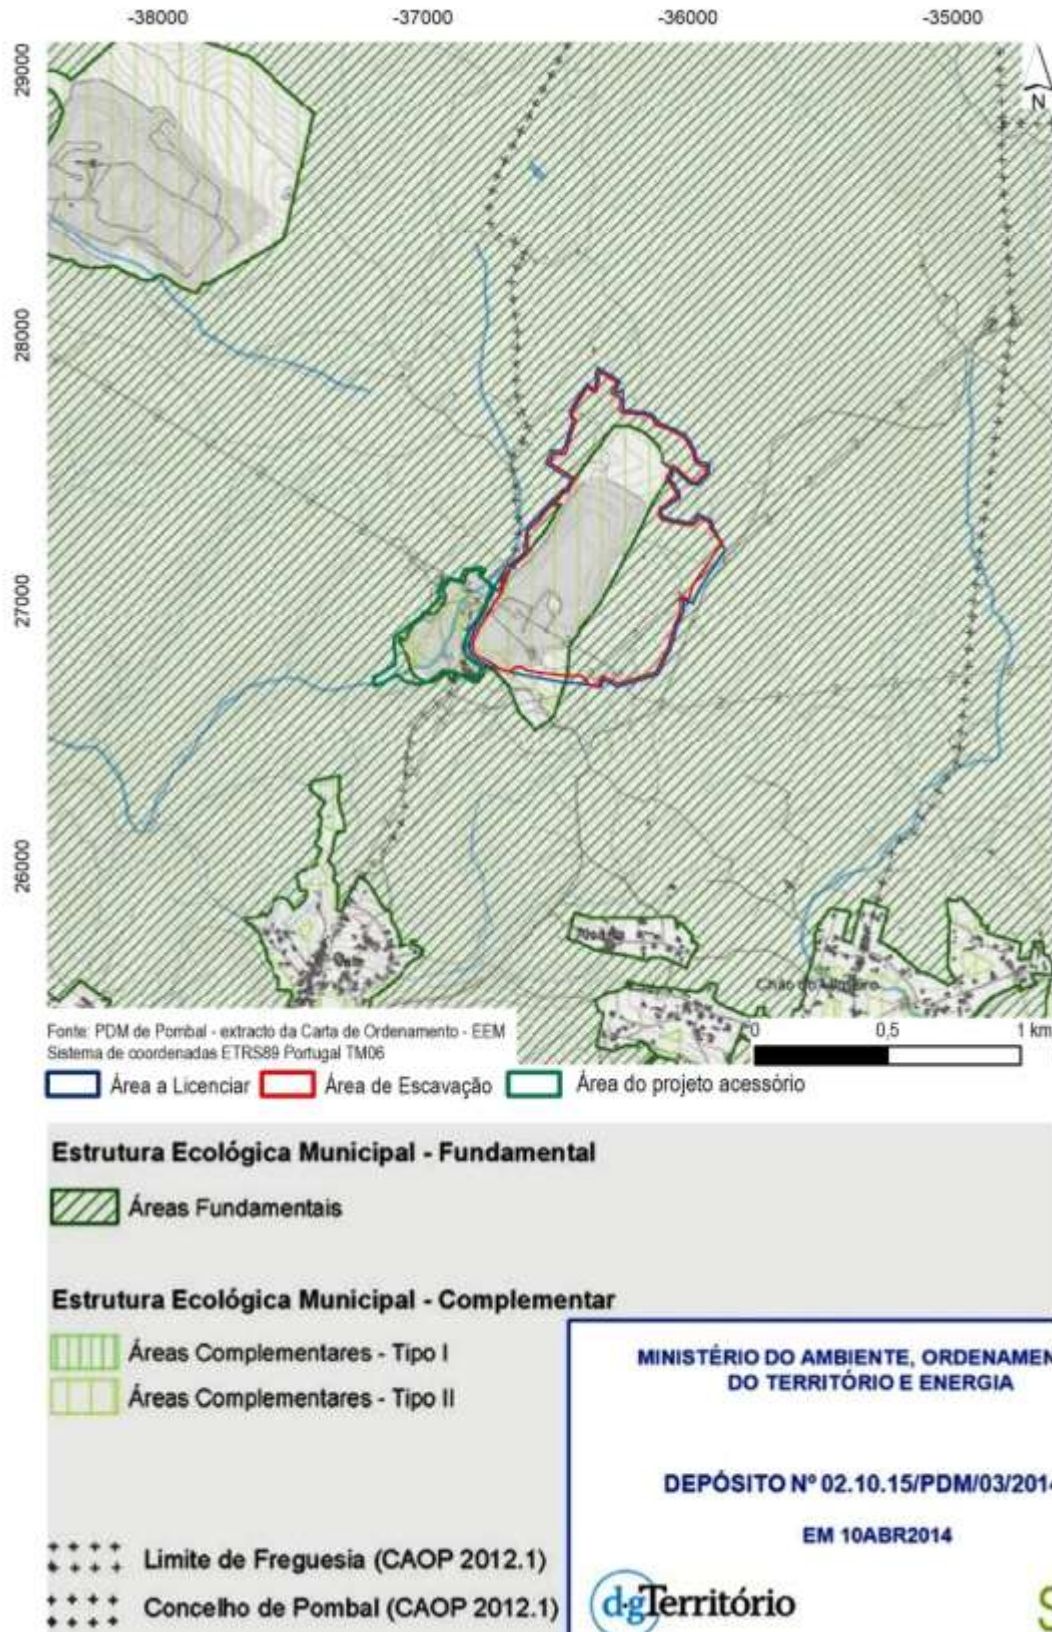 -38000 -37000 -36000 -35000
29000
N
28000
27000
26000
Chão do Ulmeiro
Fonte: PDM de Pombal - extracto da Carta de Ordenamento - EEM
Sistema de coordenadas ETRS89 Portugal TM06
0 0,5 1 km
Área a Licenciar Área de Escavação Área do projeto acessório
Estrutura Ecológica Municipal - Fundamental
Áreas Fundamentais
Estrutura Ecológica Municipal - Complementar
Áreas Complementares - Tipo I
Áreas Complementares - Tipo II
MINISTÉRIO DO AMBIENTE, ORDENAMEN
DO TERRITÓRIO E ENERGIA
DEPÓSITO Nº 02.10.15/PDM/03/2014
EM 10ABR2014
Limite de Freguesia (CAOP 2012.1)
Concelho de Pombal (CAOP 2012.1)
dgTerritório
S